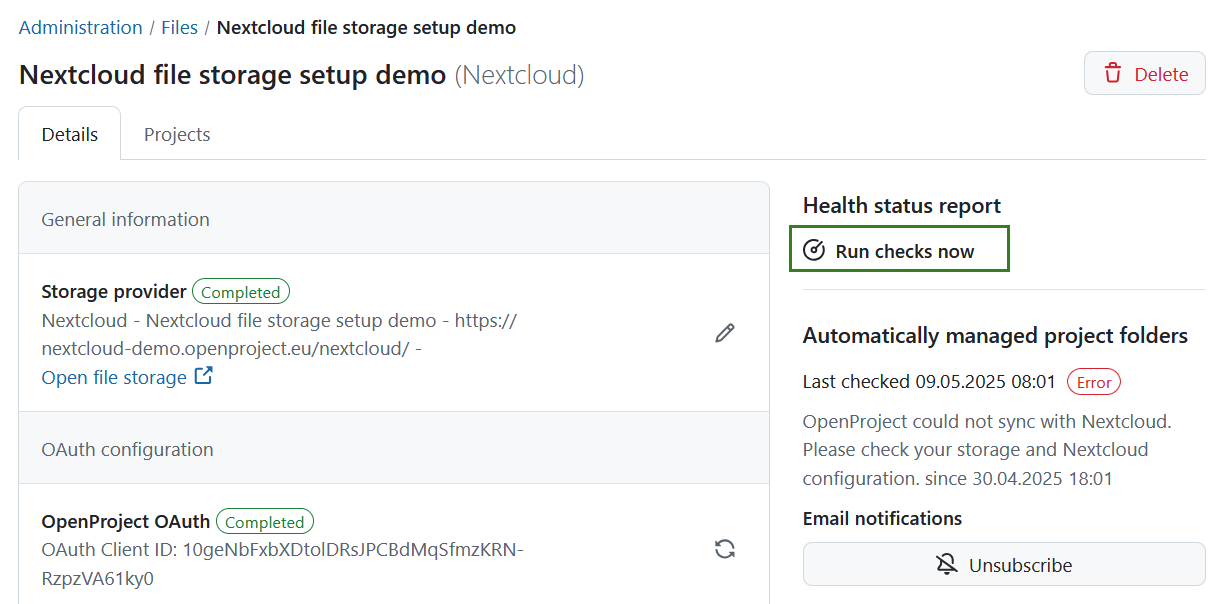 Administration / Files / Nextcloud file storage setup demo
Nextcloud file storage setup demo (Nextcloud)
Delete
Details
Projects
General information
Storage provider Completed
Nextcloud - Nextcloud file storage setup demo - https://
nextcloud-demo.openproject.eu/nextcloud/ -
Open file storage
OAuth configuration
OpenProject OAuth Completed
OAuth Client ID: 10geNbFxbXDtolDRsJPCBdMqSfmzKRN-
RzpzVA61ky0
Health status report
Run checks now
Automatically managed project folders
Last checked 09.05.2025 08:01 Error
OpenProject could not sync with Nextcloud.
Please check your storage and Nextcloud
configuration. since 30.04.2025 18:01
Email notifications
Unsubscribe